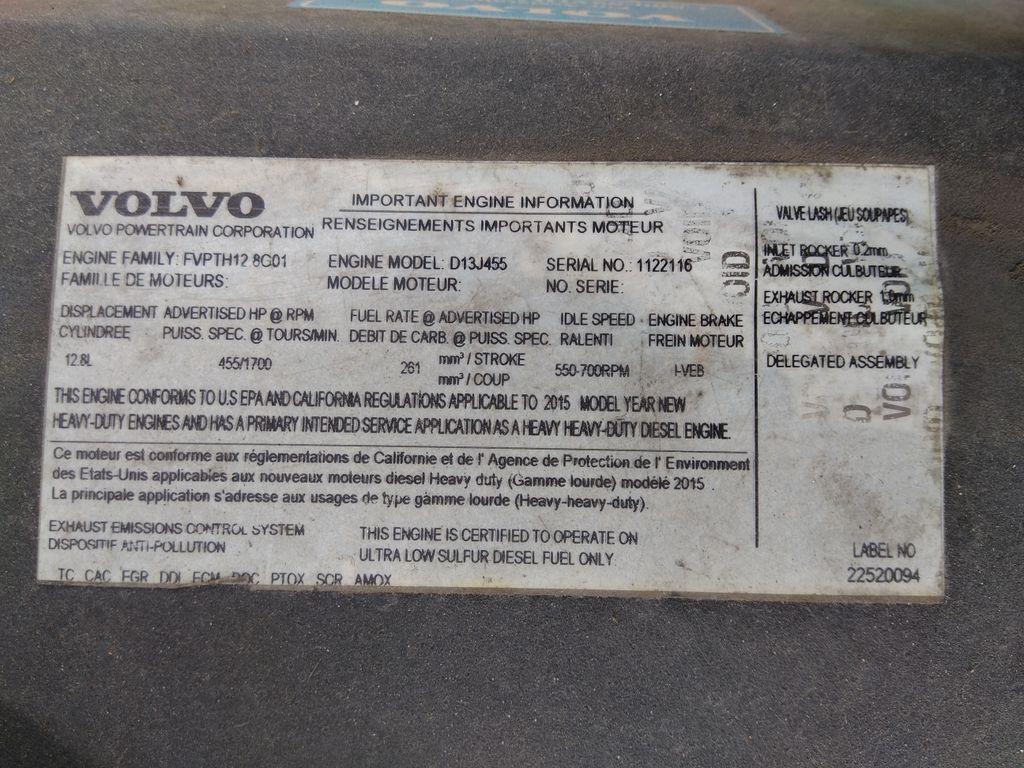 VOLVO
VOLVO
VOLVO POWERTRAIN CORPORATION
IMPORTANT ENGINE INFORMATION
RENSEIGNEMENTS IMPORTANTS MOTEUR
ENGINE FAMILY: FVPTH12.8G01 ENGINE MODEL: D13J455 SERIAL NO.: 1122116
FAMILLE DE MOTEURS: MODELE MOTEUR: NO. SERIE:
DISPLACEMENT ADVERTISED HP @ RPM FUEL RATE @ ADVERTISED HP IDLE SPEED ENGINE BRAKE
CYLINDREE PUISS. SPEC. @ TOURS/MIN. DEBIT DE CARB. @ PUISS. SPEC. RALENTI FREIN MOTEUR
12.8L 455/1700 261 mm³ / STROKE 550-700RPM I-VEB
mm³ / COUP
THIS ENGINE CONFORMS TO U.S EPA AND CALIFORNIA REGULATIONS APPLICABLE TO 2015 MODEL YEAR NEW
HEAVY-DUTY ENGINES AND HAS A PRIMARY INTENDED SERVICE APPLICATION AS A HEAVY HEAVY-DUTY DIESEL ENGINE.
Ce moteur est conforme aux réglementations de Californie et de l' Agence de Protection de l' Environment
des Etats-Unis applicables aux nouveaux moteurs diesel Heavy duty (Gamme lourde) modèlé 2015 .
La principale application s'adresse aux usages de type gamme lourde (Heavy-heavy-duty).
EXHAUST EMISSIONS CONTROL SYSTEM
DISPOSITIF ANTI-POLLUTION
THIS ENGINE IS CERTIFIED TO OPERATE ON
ULTRA LOW SULFUR DIESEL FUEL ONLY
TC CAC EGR DDI ECM DOC PTOX SCR AMOX
VALVE LASH (JEU SOUPAPES)
INLET ROCKER 0.2mm
ADMISSION CULBUTEUR
EXHAUST ROCKER 1.0mm
ECHAPPEMENT CULBUTEUR
DELEGATED ASSEMBLY
LABEL NO
22520094